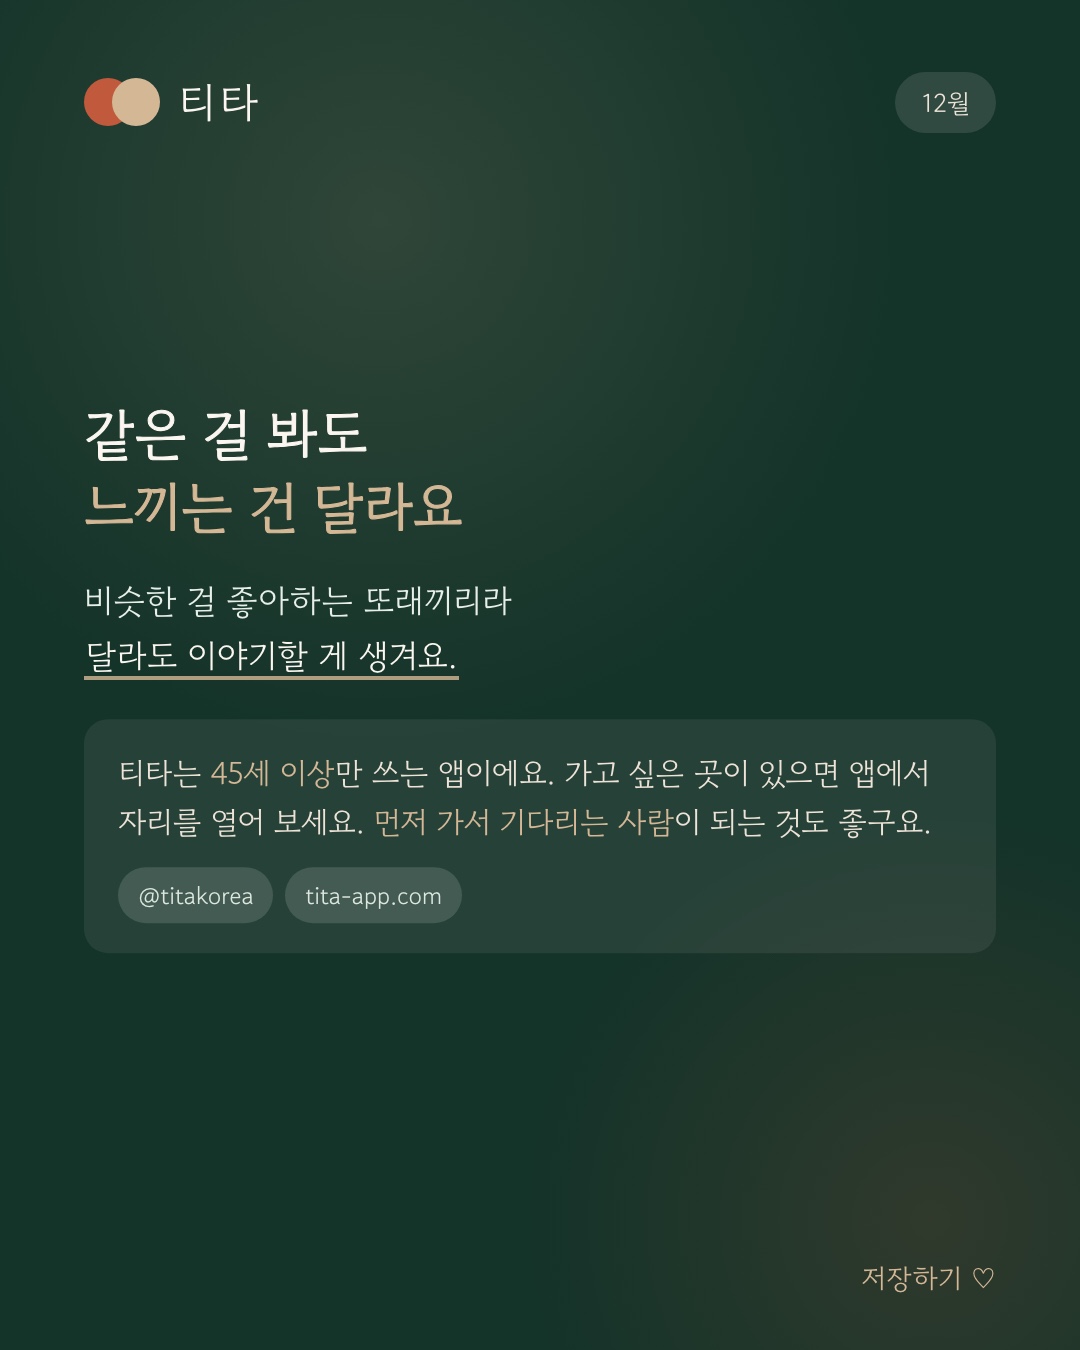 티타
12월
같은 걸 봐도
느끼는 건 달라요
비슷한 걸 좋아하는 또래끼리라
달라도 이야기할 게 생겨요.
티타는 45세 이상만 쓰는 앱이에요. 가고 싶은 곳이 있으면 앱에서
자리를 열어 보세요. 먼저 가서 기다리는 사람이 되는 것도 좋구요.
@titakorea
tita-app.com
저장하기 ♡